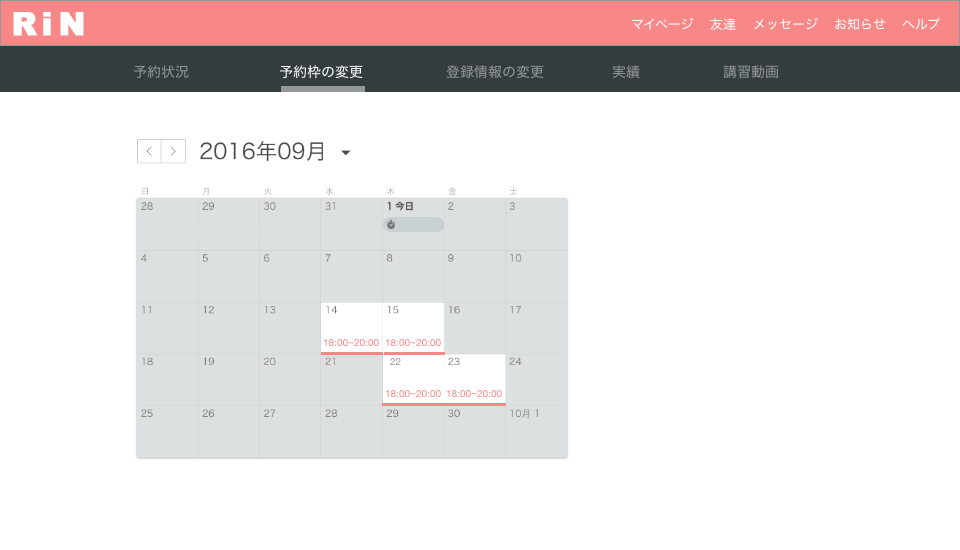 RiN マイページ 友達 メッセージ お知らせ ヘルプ
予約状況 予約枠の変更 登録情報の変更 実績 講習動画
2016年09月
日 月 火 水 木 金 土
28 29 30 31 1 今日 2 3
4 5 6 7 8 9 10
11 12 13 14 15 16 17
18:00~20:00 18:00~20:00
18 19 20 21 22 23 24
18:00~20:00 18:00~20:00
25 26 27 28 29 30 10月 1